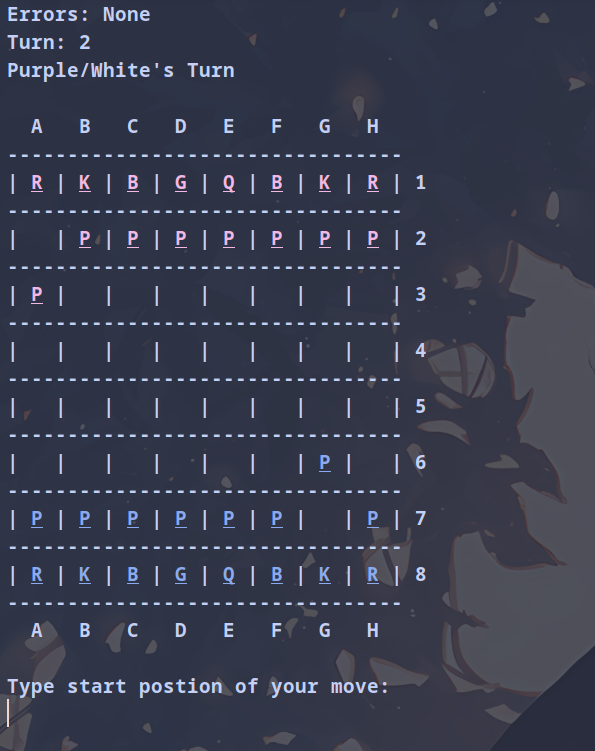 Errors: None
Turn: 2
Purple/White's Turn
A B C D E F G H
---------------------------------
| R | K | B | G | Q | B | K | R | 1
---------------------------------
|   | P | P | P | P | P | P | P | 2
---------------------------------
| P |   |   |   |   |   |   |   | 3
---------------------------------
|   |   |   |   |   |   |   |   | 4
---------------------------------
|   |   |   |   |   |   |   |   | 5
---------------------------------
|   |   |   |   |   |   | P |   | 6
---------------------------------
| P | P | P | P | P | P |   | P | 7
---------------------------------
| R | K | B | G | Q | B | K | R | 8
---------------------------------
A B C D E F G H
Type start postion of your move: